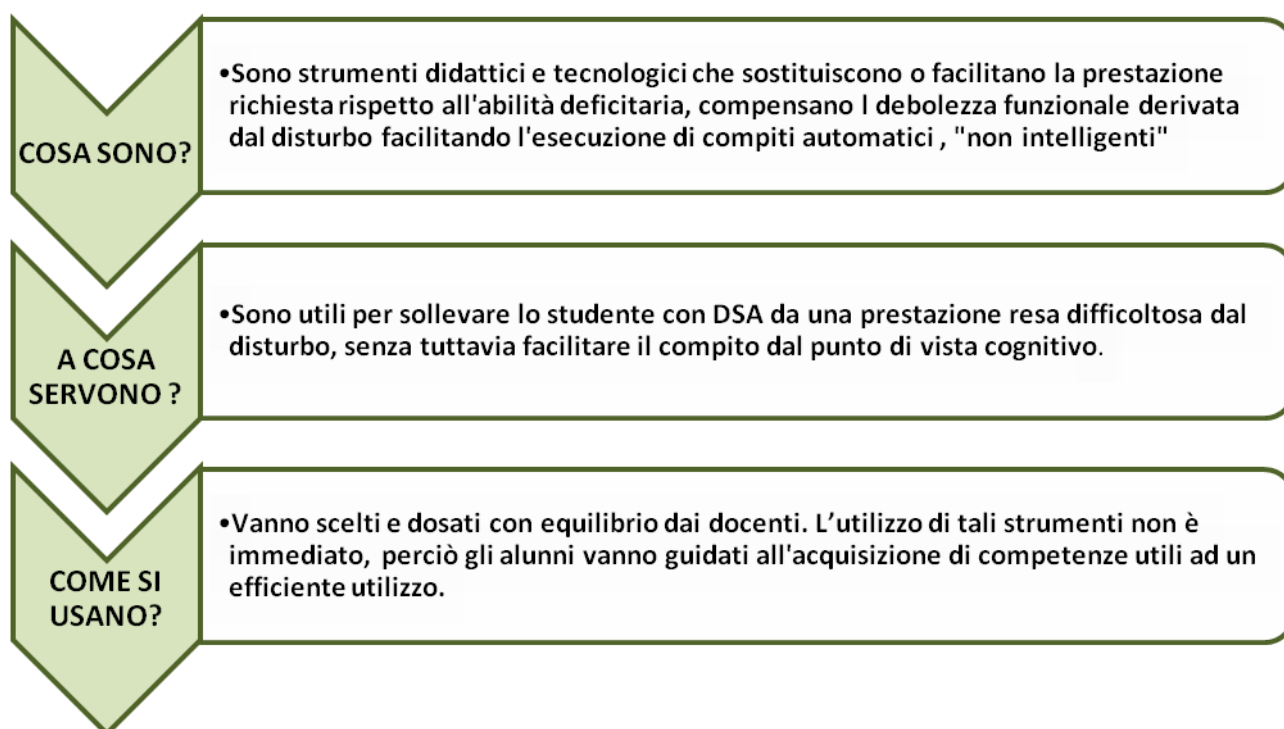 COSA SONO?
•Sono strumenti didattici e tecnologici che sostituiscono o facilitano la prestazione
richiesta rispetto all'abilità deficitaria, compensano l debolezza funzionale derivata
dal disturbo facilitando l'esecuzione di compiti automatici , "non intelligenti"
A COSA
SERVONO ?
•Sono utili per sollevare lo studente con DSA da una prestazione resa difficoltosa dal
disturbo, senza tuttavia facilitare il compito dal punto di vista cognitivo.
COME SI
USANO?
•Vanno scelti e dosati con equilibrio dai docenti. L’utilizzo di tali strumenti non è
immediato, perciò gli alunni vanno guidati all'acquisizione di competenze utili ad un
efficiente utilizzo.